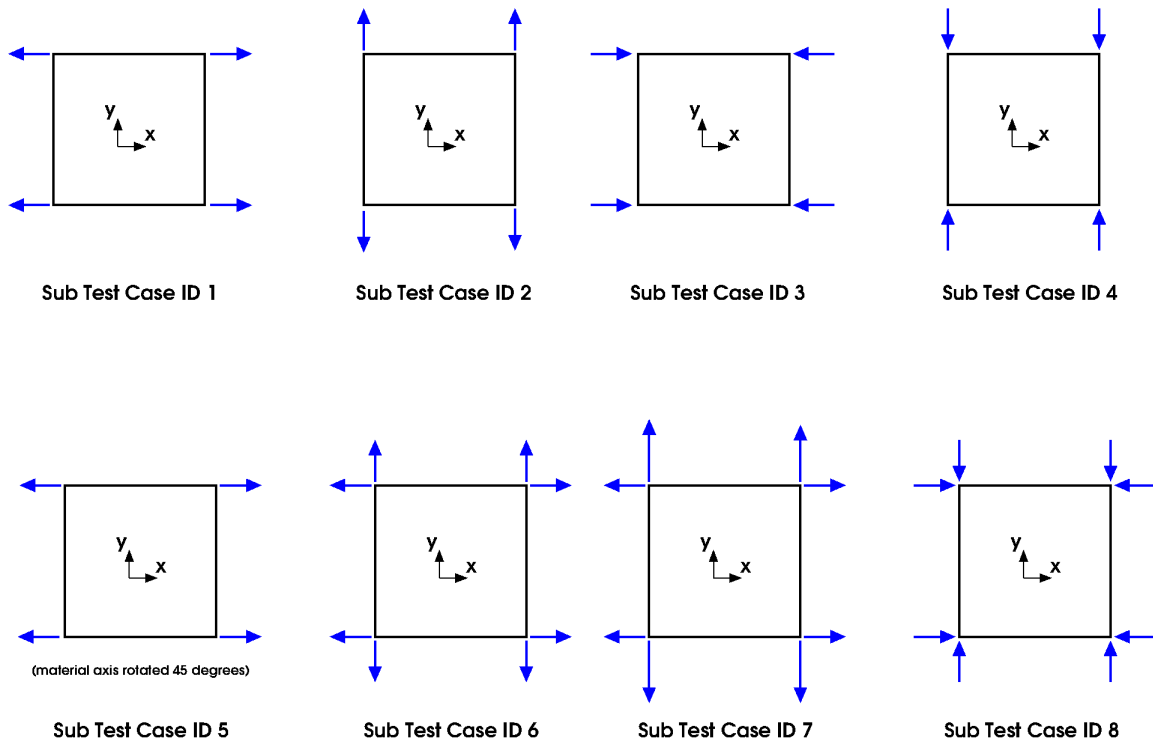 y
x
y
x
y
x
y
x
Sub Test Case ID 1
Sub Test Case ID 2
Sub Test Case ID 3
Sub Test Case ID 4
y
x
y
x
y
x
y
x
(material axis rotated 45 degrees)
Sub Test Case ID 5
Sub Test Case ID 6
Sub Test Case ID 7
Sub Test Case ID 8